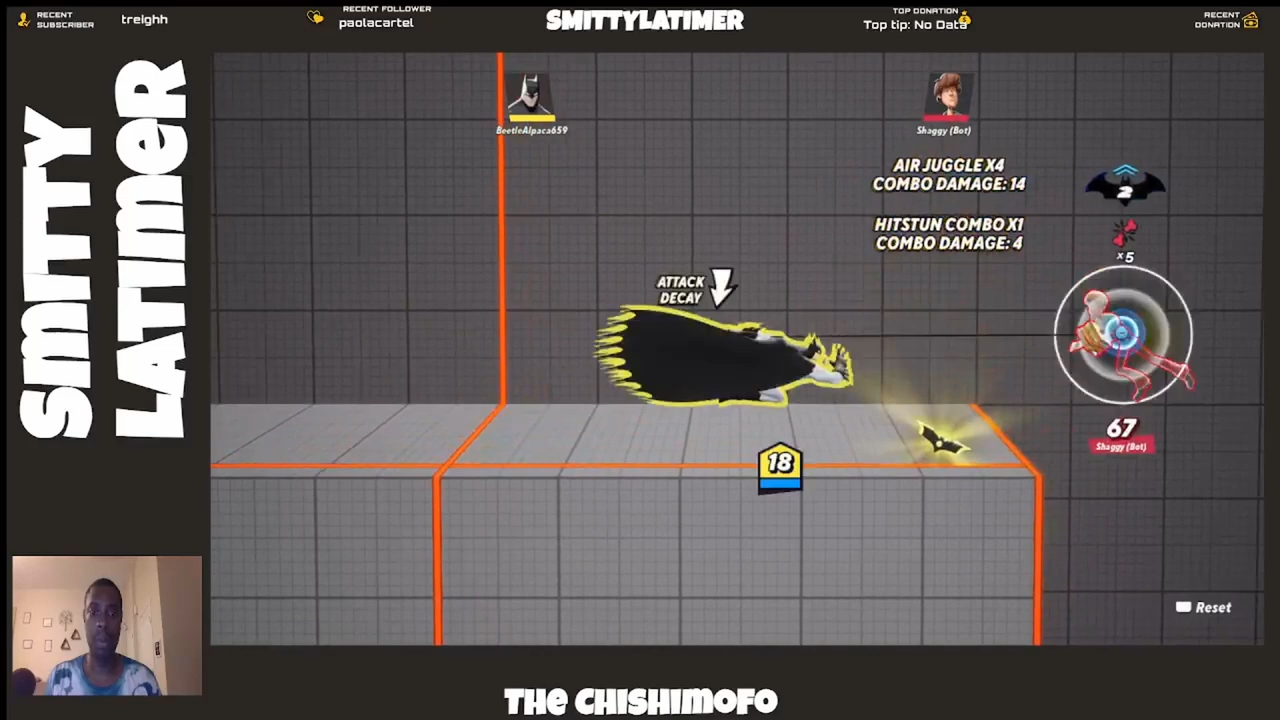 RECENT
SUBSCRIBER
treighh
RECENT FOLLOWER
paolacartel
SMITTYLATIMER
TOP DONATION
Top tip: No Data
RECENT
DONATION
SMITTY
LATIMER
BeetleAlpaca659
Shaggy (Bot)
AIR JUGGLE X4
COMBO DAMAGE: 14
HITSTUN COMBO X1
COMBO DAMAGE: 4
2
x5
ATTACK
DECAY
18
67
Shaggy (Bot)
Reset
THE CHISHIMOFO